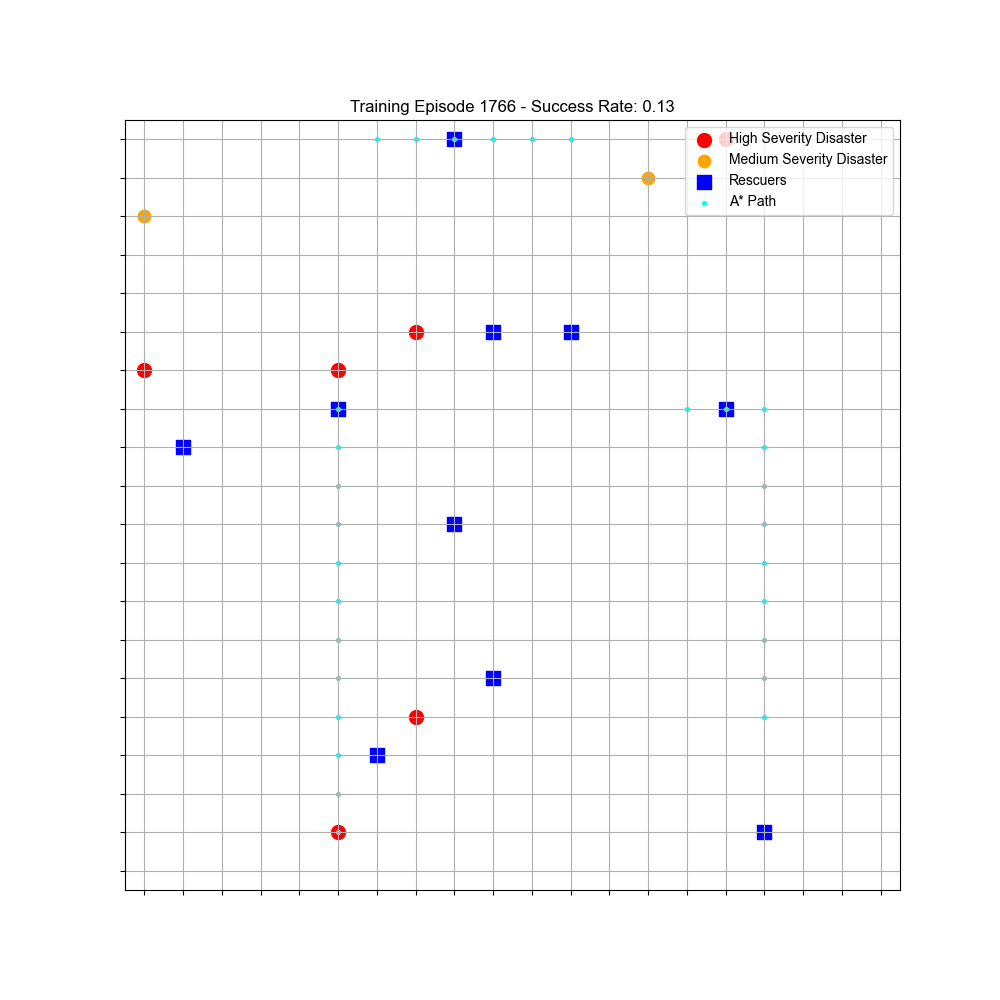 Training Episode 1766 - Success Rate: 0.13
High Severity Disaster
Medium Severity Disaster
Rescuers
A* Path